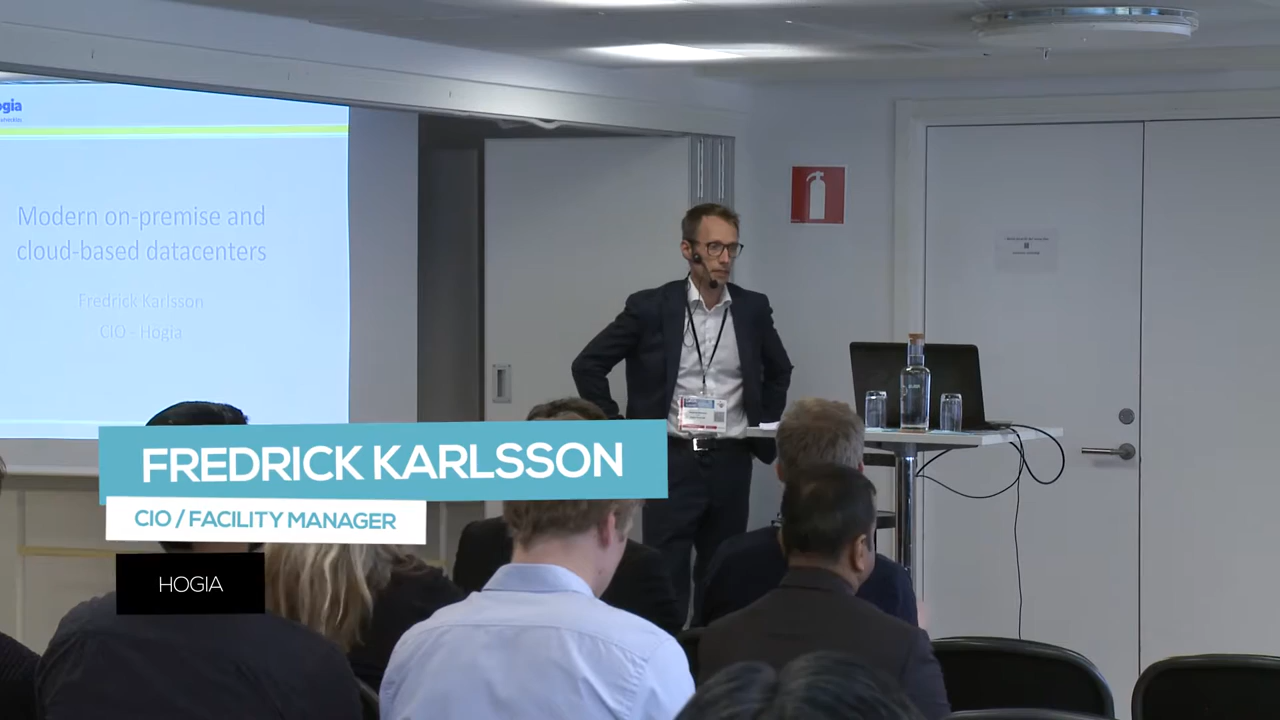 ogia
Modern on-premise and
cloud-based datacenters
Fredrick Karlsson
CIO - Hogia
FREDRICK KARLSSON
CIO / FACILITY MANAGER
HOGIA